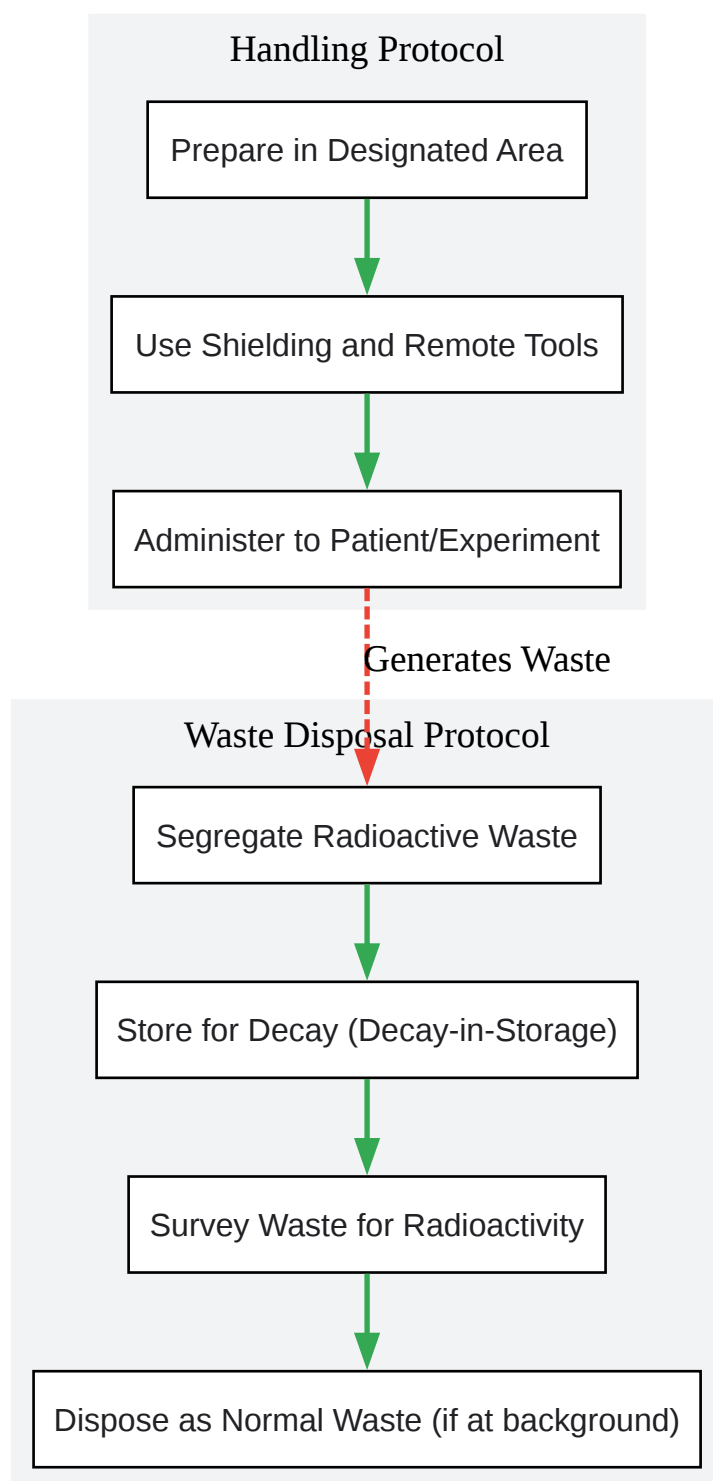 Handling Protocol
Prepare in Designated Area
Use Shielding and Remote Tools
Administer to Patient/Experiment
Generates Waste
Waste Disposal Protocol
Segregate Radioactive Waste
Store for Decay (Decay-in-Storage)
Survey Waste for Radioactivity
Dispose as Normal Waste (if at background)